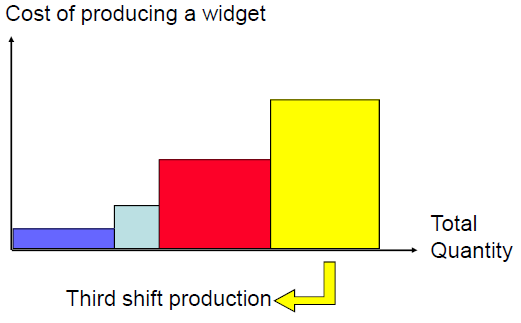 Cost of producing a widget
Total
Quantity
Third shift production